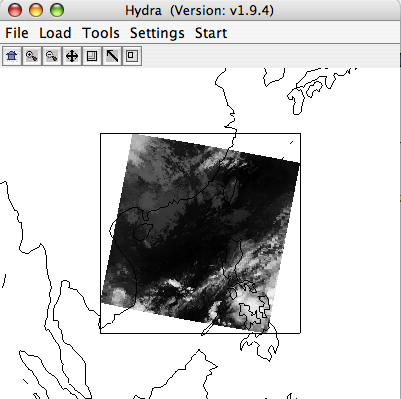 Hydra (Version: v1.9.4)
File Load Tools Settings Start